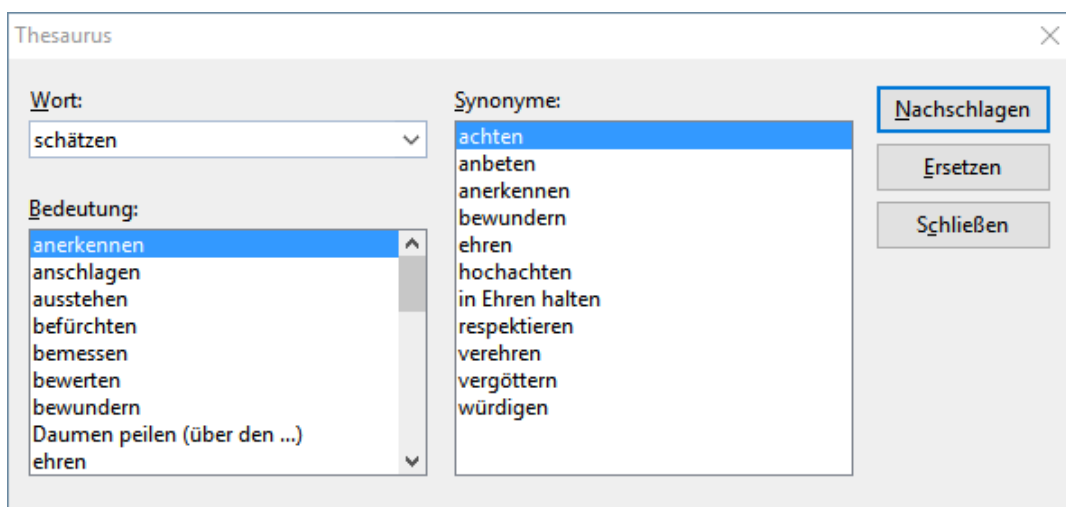 Thesaurus
Wort:
schätzen
Bedeutung:
anerkennen
anschlagen
ausstehen
befürchten
bemessen
bewerten
bewundern
Daumen peilen (über den ...)
ehren
Synonyme:
achten
anbeten
anerkennen
bewundern
ehren
hochachten
in Ehren halten
respektieren
verehren
vergöttern
würdigen
Nachschlagen
Ersetzen
Schließen